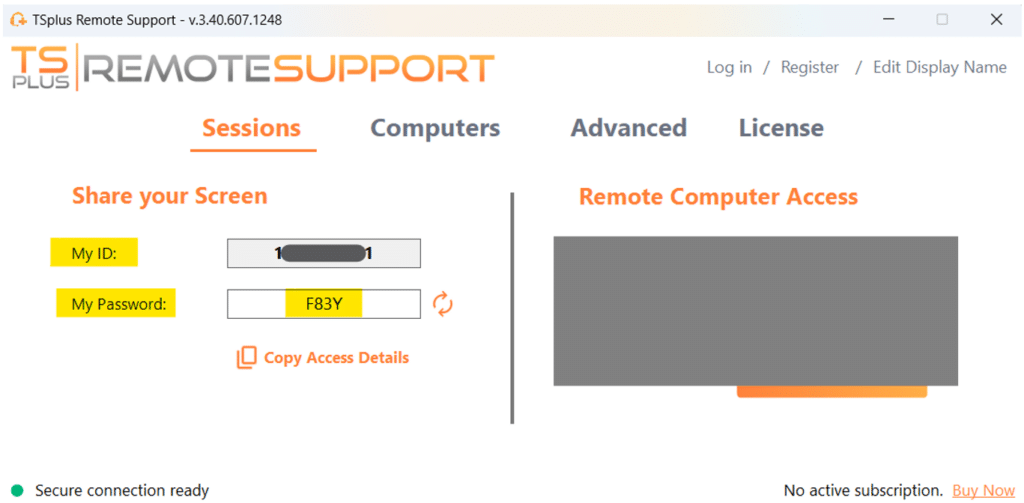 TSplus Remote Support - v.3.40.607.1248
TS PLUS REMOTESUPPORT
Log in / Register / Edit Display Name
Sessions Computers Advanced License
Share your Screen
Remote Computer Access
My ID: 1 1
My Password: F83Y
Copy Access Details
Secure connection ready
No active subscription. Buy Now